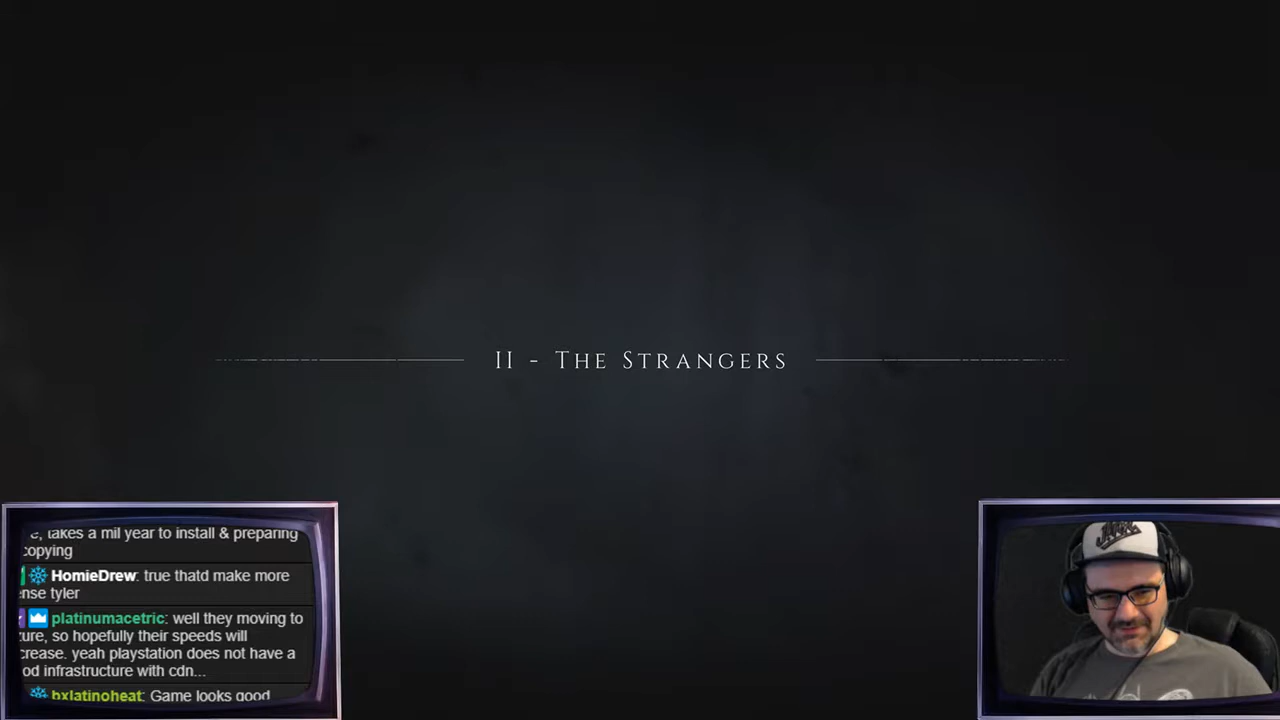 II - The Strangers
e, takes a mil year to install & preparing
copying
HomieDrew: true thatd make more
ense tyler
platinumacetric: well they moving to
ure, so hopefully their speeds will
crease. yeah playstation does not have a
od infrastructure with cdn...
bxlatinoheat: Game looks good